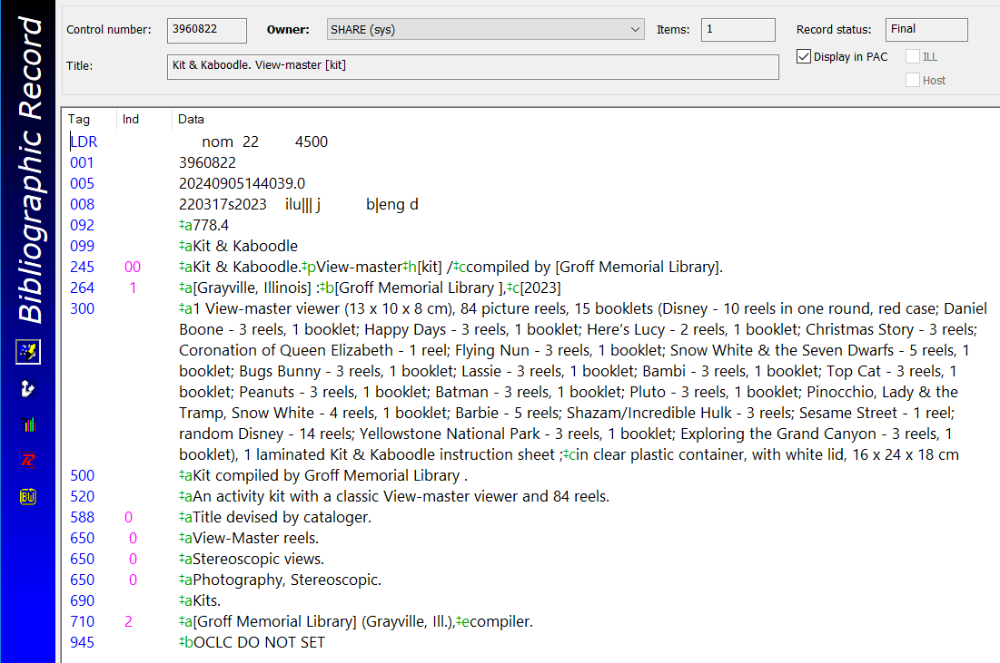 Bibliographic Record
Control number: 3960822 Owner: SHARE (sys) Items: 1 Record status: Final
Title: Kit & Kaboodle. View-master [kit] Display in PAC ILL
Host
Tag Ind Data
LDR nom 22 4500
001 3960822
005 20240905144039.0
008 220317s2023 ilu||| j b|eng d
092 ‡a778.4
099 ‡aKit & Kaboodle
245 00 ‡aKit & Kaboodle.‡pView-master‡h[kit] /‡ccompiled by [Groff Memorial Library].
264 1 ‡a[Grayville, Illinois] :‡b[Groff Memorial Library ],‡c[2023]
300 ‡a1 View-master viewer (13 x 10 x 8 cm), 84 picture reels, 15 booklets (Disney - 10 reels in one round, red case; Daniel
Boone - 3 reels, 1 booklet; Happy Days - 3 reels, 1 booklet; Here's Lucy - 2 reels, 1 booklet; Christmas Story - 3 reels;
Coronation of Queen Elizabeth - 1 reel; Flying Nun - 3 reels, 1 booklet; Snow White & the Seven Dwarfs - 5 reels, 1
booklet; Bugs Bunny - 3 reels, 1 booklet; Lassie - 3 reels, 1 booklet; Bambi - 3 reels, 1 booklet; Top Cat - 3 reels, 1
booklet; Peanuts - 3 reels, 1 booklet; Batman - 3 reels, 1 booklet; Pluto - 3 reels, 1 booklet; Pinocchio, Lady & the
Tramp, Snow White - 4 reels, 1 booklet; Barbie - 5 reels; Shazam/Incredible Hulk - 3 reels; Sesame Street - 1 reel;
random Disney - 14 reels; Yellowstone National Park - 3 reels, 1 booklet; Exploring the Grand Canyon - 3 reels, 1
booklet), 1 laminated Kit & Kaboodle instruction sheet ;‡cin clear plastic container, with white lid, 16 x 24 x 18 cm
500 ‡aKit compiled by Groff Memorial Library .
520 ‡aAn activity kit with a classic View-master viewer and 84 reels.
588 0 ‡aTitle devised by cataloger.
650 0 ‡aView-Master reels.
650 0 ‡aStereoscopic views.
650 0 ‡aPhotography, Stereoscopic.
690 ‡aKits.
710 2 ‡a[Groff Memorial Library] (Grayville, Ill.),‡ecompiler.
945 ‡bOCLC DO NOT SET
R
BU